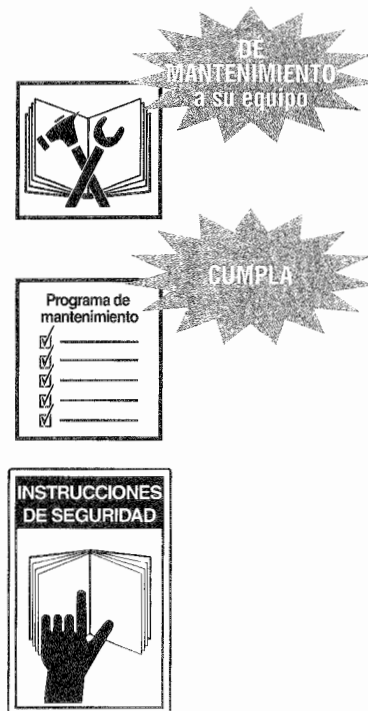 DE
MANTENIMIENTO
a su equipo
CUMPLA
Programa de
mantenimiento
INSTRUCCIONES
DE SEGURIDAD